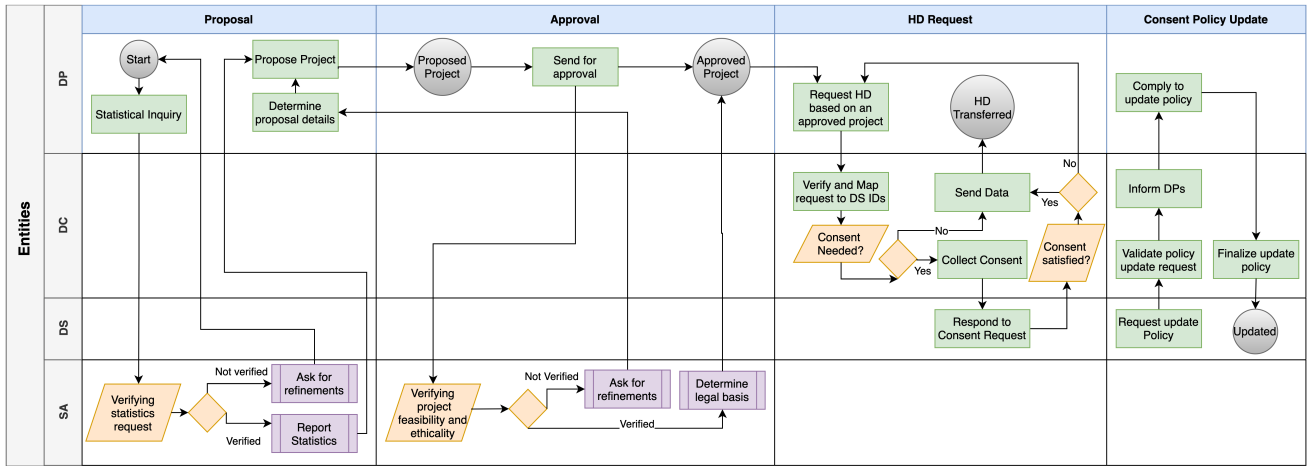 Proposal
Approval
HD Request
Consent Policy Update
Entities
DP
Start
Statistical Inquiry
Propose Project
Determine
proposal details
Proposed
Project
Send for
approval
Approved
Project
Request HD
based on an
approved project
HD
Transferred
Comply to
update policy
DC
Verify and Map
request to DS IDs
Consent
Needed?
No
Yes
Send Data
Collect Consent
Yes
No
Consent
satisfied?
Inform DPs
Validate policy
update request
Finalize update
policy
DS
Respond to
Consent Request
Request update
Policy
Updated
SA
Verifying
statistics
request
Not verified
Verified
Ask for
refinements
Report
Statistics
Verifying
project
feasibility and
ethicality
Not Verified
Verified
Ask for
refinements
Determine
legal basis